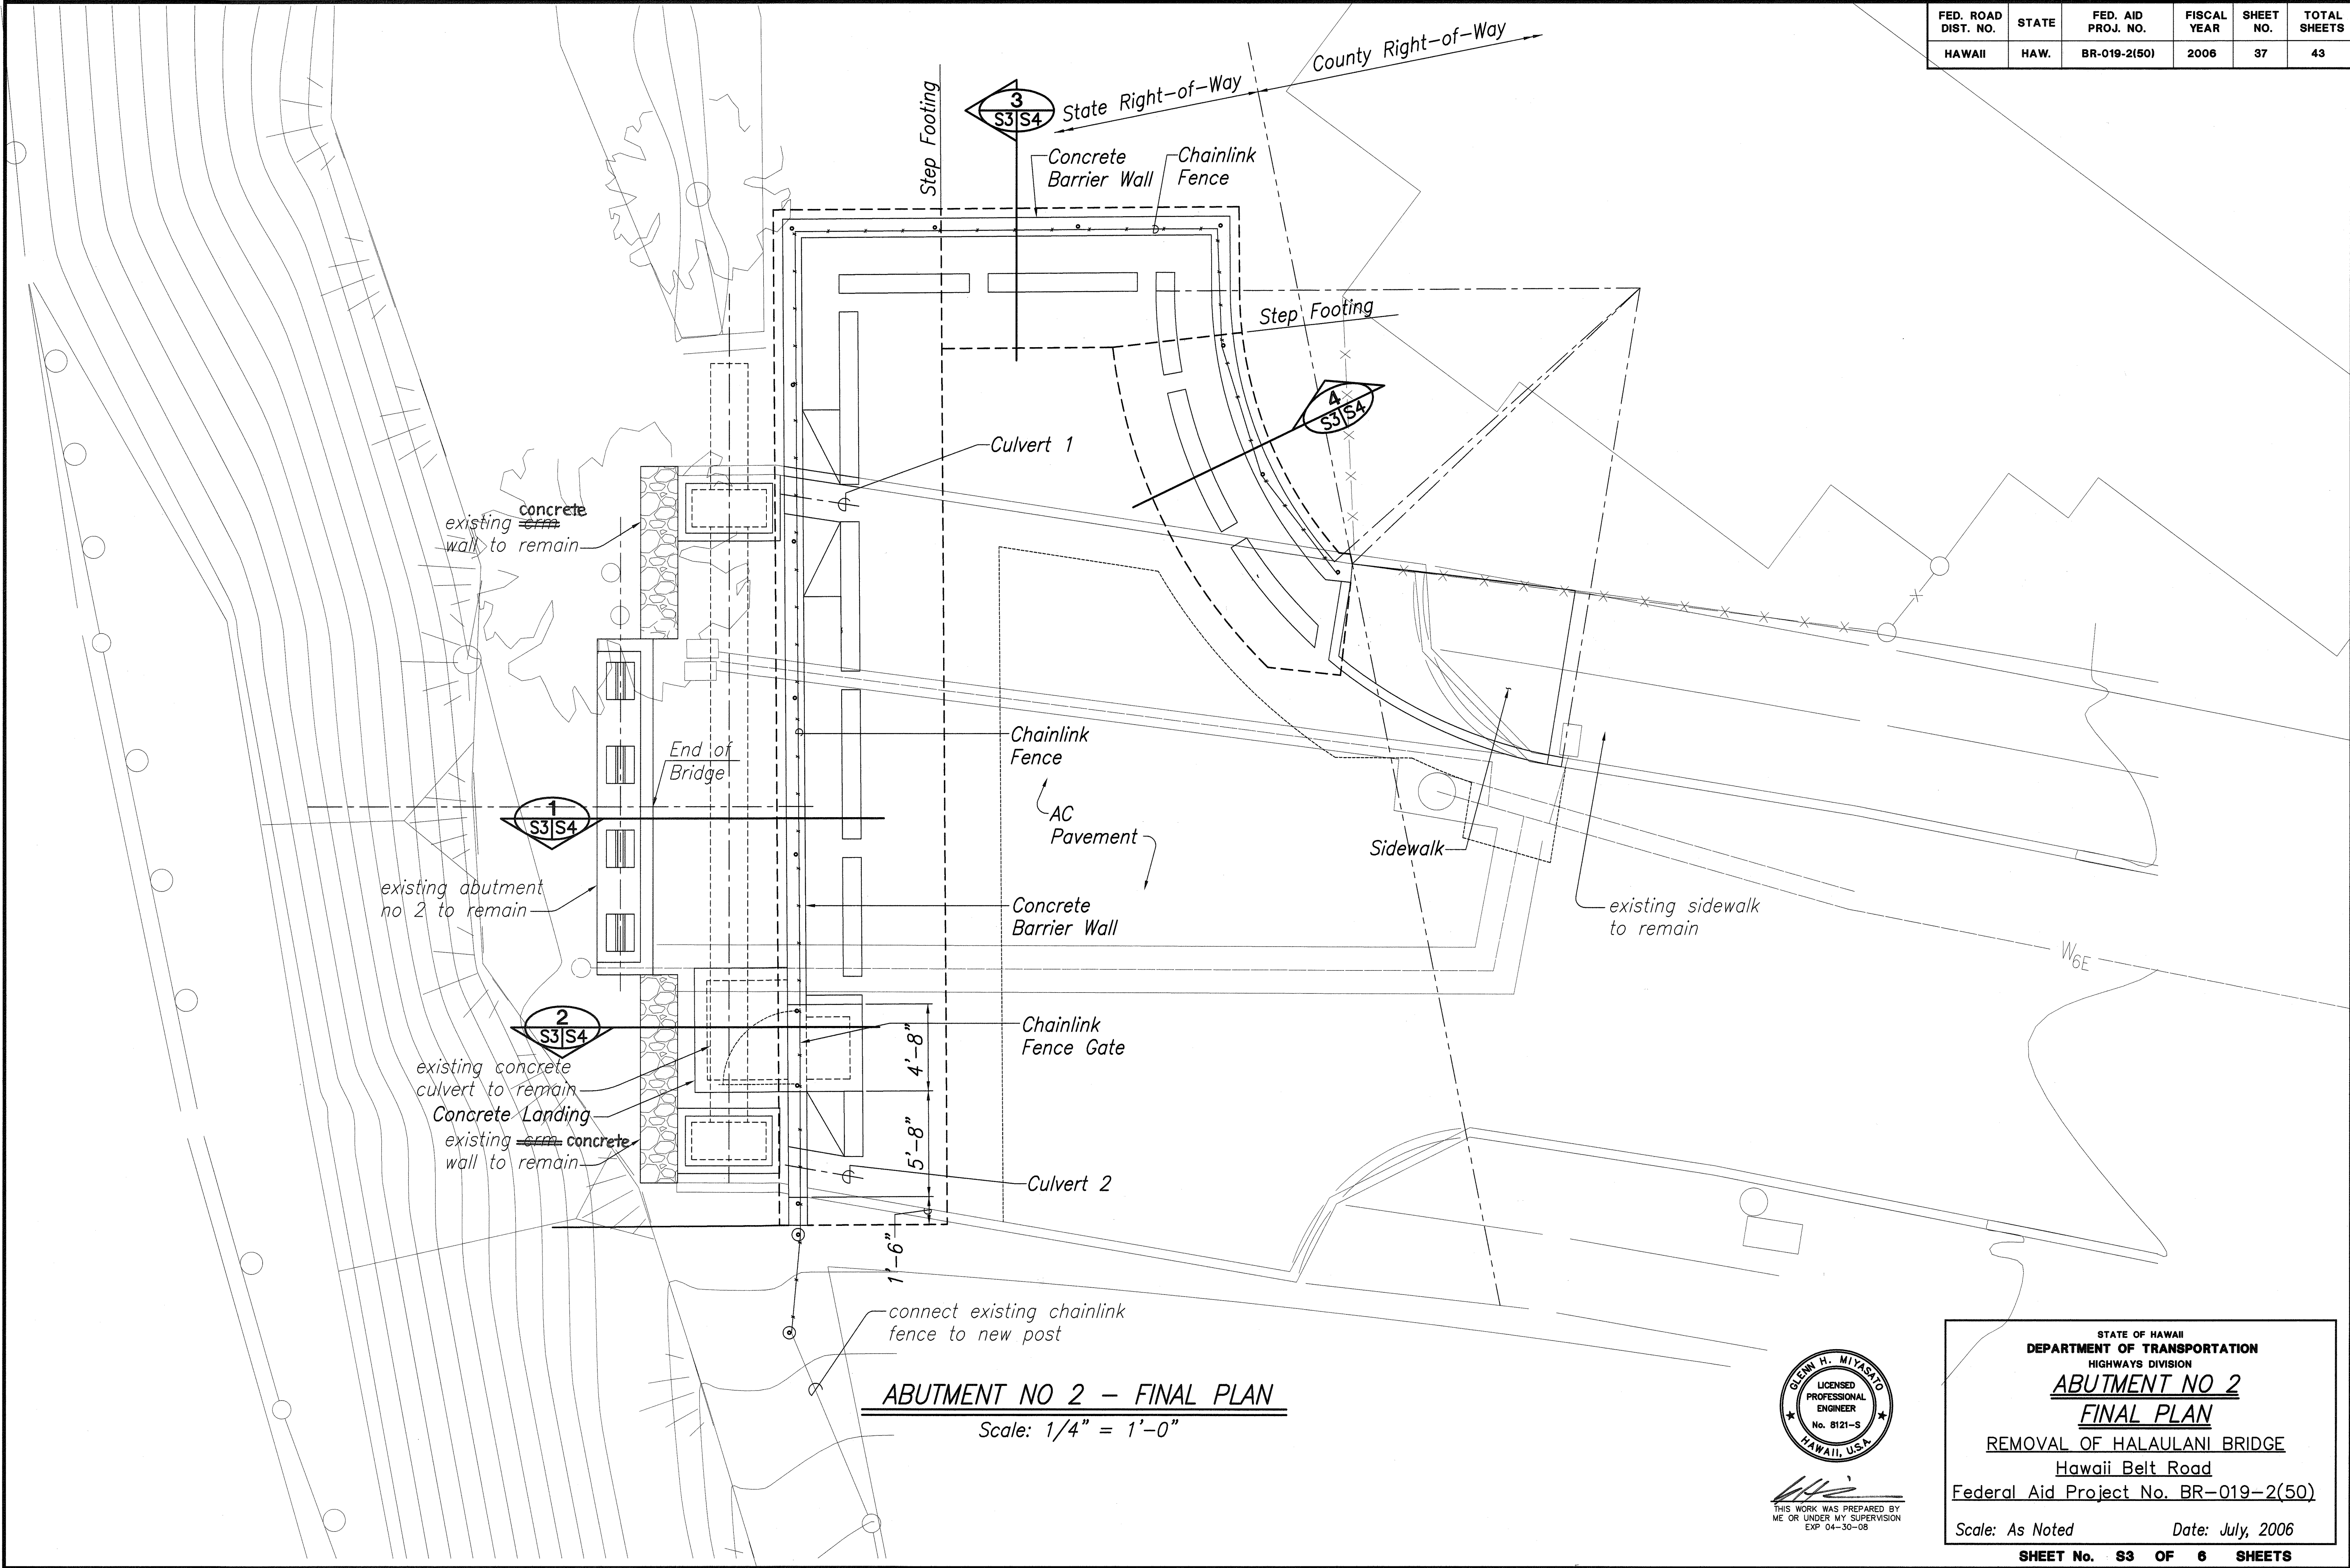 FED. ROAD DIST. NO.
STATE
FED. AID PROJ. NO.
FISCAL YEAR
SHEET NO.
TOTAL SHEETS
HAWAII
HAW.
BR-019-2(50)
2006
37
43
County Right-of-Way
State Right-of-Way
Step Footing
3
S3|S4
Concrete
Barrier Wall
Chainlink
Fence
Step Footing
4
S3|S4
Culvert 1
concrete
existing crm
wall to remain
Chainlink
Fence
End of
Bridge
1
S3|S4
AC
Pavement
Sidewalk
existing abutment
no 2 to remain
Concrete
Barrier Wall
existing sidewalk
to remain
W6E
2
S3|S4
Chainlink
Fence Gate
4'-8"
existing concrete
culvert to remain
Concrete Landing
existing crm concrete
wall to remain
5'-8"
Culvert 2
1'-6"
connect existing chainlink
fence to new post
ABUTMENT NO 2 - FINAL PLAN
Scale: 1/4" = 1'-0"
GLENN H. MIYASATO
LICENSED
PROFESSIONAL
ENGINEER
No. 8121-S
HAWAII, U.S.A.
THIS WORK WAS PREPARED BY
ME OR UNDER MY SUPERVISION
EXP 04-30-08
STATE OF HAWAII
DEPARTMENT OF TRANSPORTATION
HIGHWAYS DIVISION
ABUTMENT NO 2
FINAL PLAN
REMOVAL OF HALAULANI BRIDGE
Hawaii Belt Road
Federal Aid Project No. BR-019-2(50)
Scale: As Noted Date: July, 2006
SHEET No. S3 OF 6 SHEETS